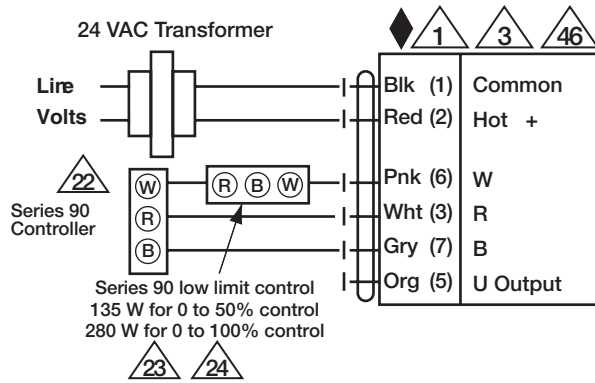 24 VAC Transformer
1 3 46
Line
Volts
Blk (1) Common
Red (2) Hot +
22
Series 90
Controller
W
R
B
R B W
Pnk (6) W
Wht (3) R
Gry (7) B
Org (5) U Output
Series 90 low limit control
135 W for 0 to 50% control
280 W for 0 to 100% control
23 24